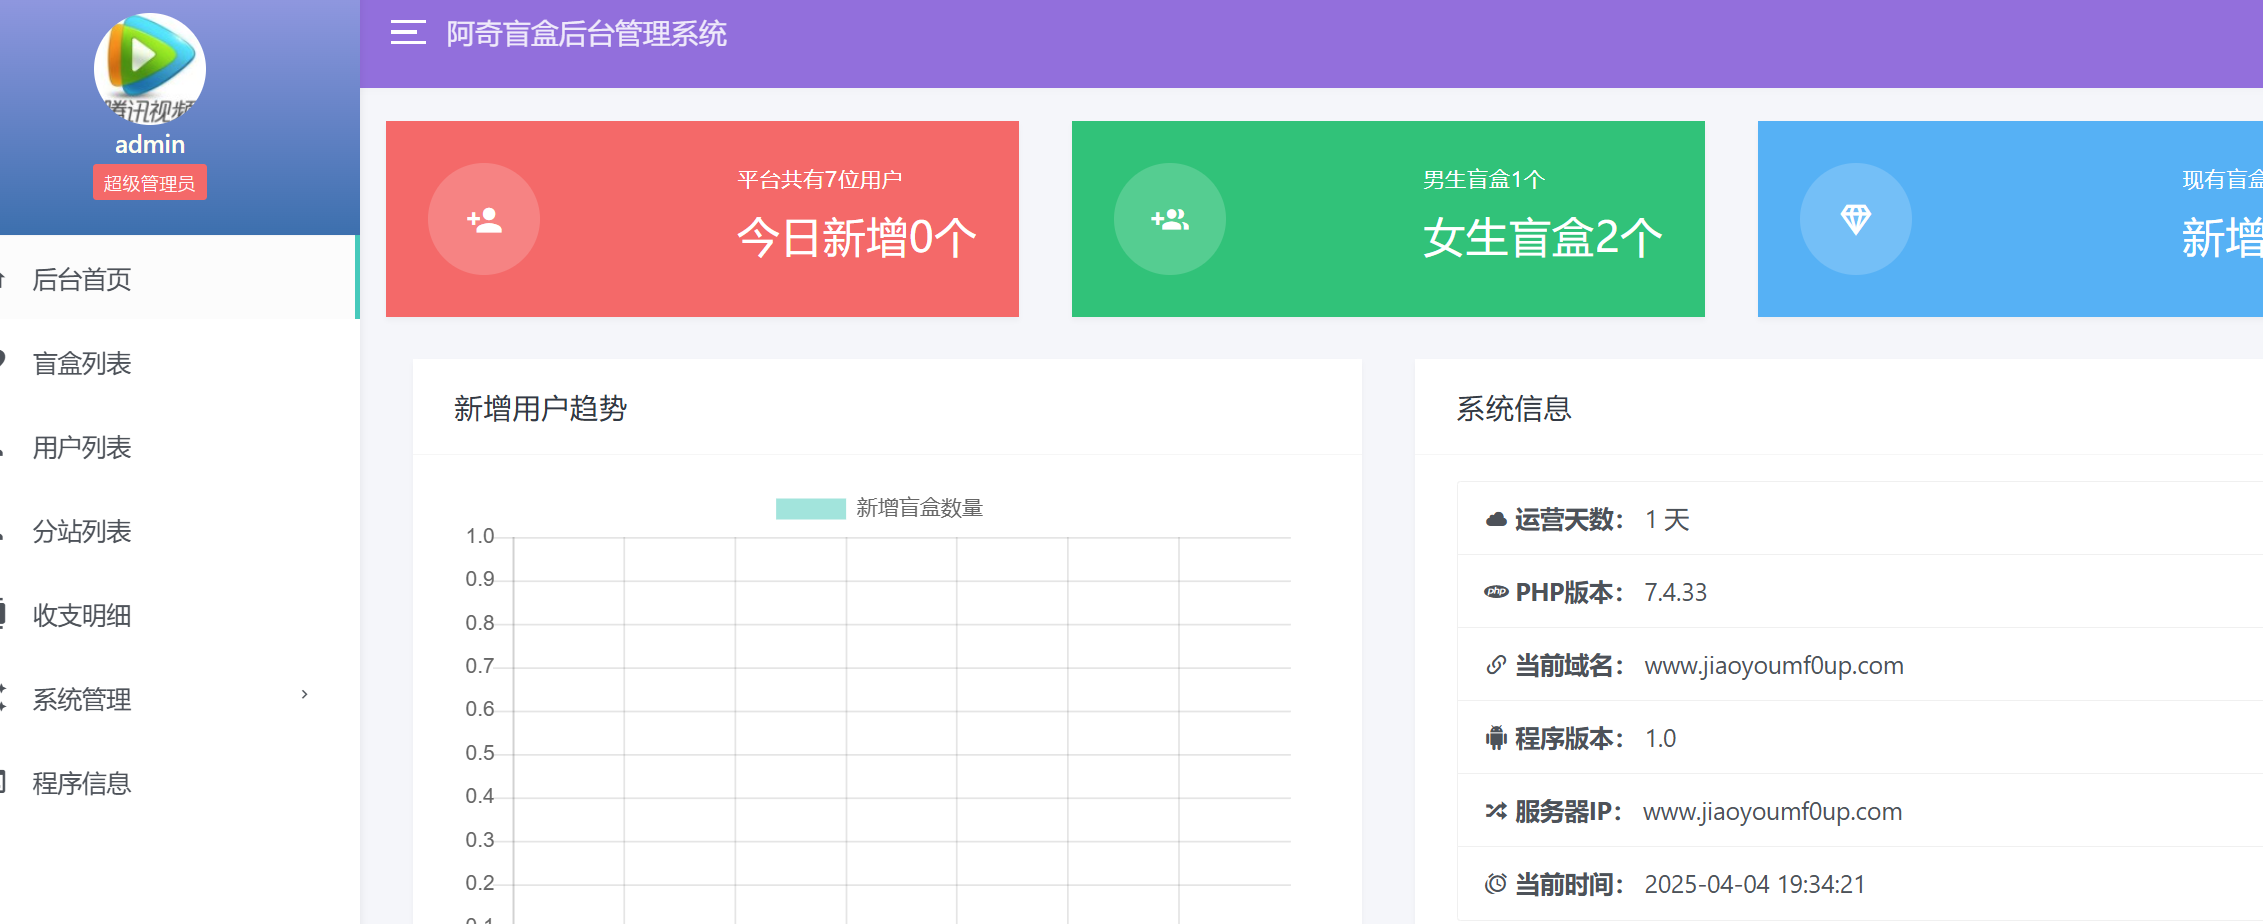 腾讯视频
admin
超级管理员
后台首页
盲盒列表
用户列表
分站列表
收支明细
系统管理
程序信息
阿奇盲盒后台管理系统
平台共有7位用户
今日新增0个
男生盲盒1个
女生盲盒2个
现有盲盒
新增
新增用户趋势
新增盲盒数量
1.0
0.9
0.8
0.7
0.6
0.5
0.4
0.3
0.2
0.1
系统信息
运营天数： 1 天
php PHP版本： 7.4.33
当前域名： www.jiaoyoumf0up.com
程序版本： 1.0
服务器IP： www.jiaoyoumf0up.com
当前时间： 2025-04-04 19:34:21